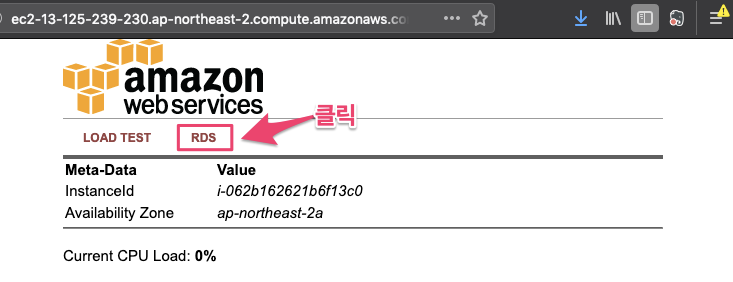 ec2-13-125-239-230.ap-northeast-2.compute.amazonaws.co
amazon
web services
클릭
LOAD TEST RDS
Meta-Data Value
InstanceId i-062b162621b6f13c0
Availability Zone ap-northeast-2a
Current CPU Load: 0%